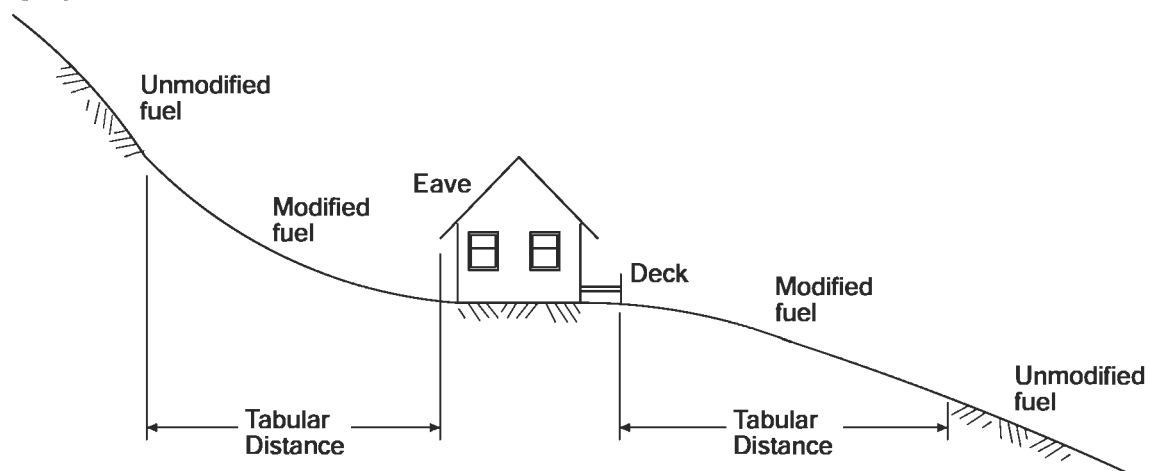 Unmodified
fuel
Eave
Modified
fuel
Deck
Modified
fuel
Unmodified
fuel
Tabular
Distance
Tabular
Distance